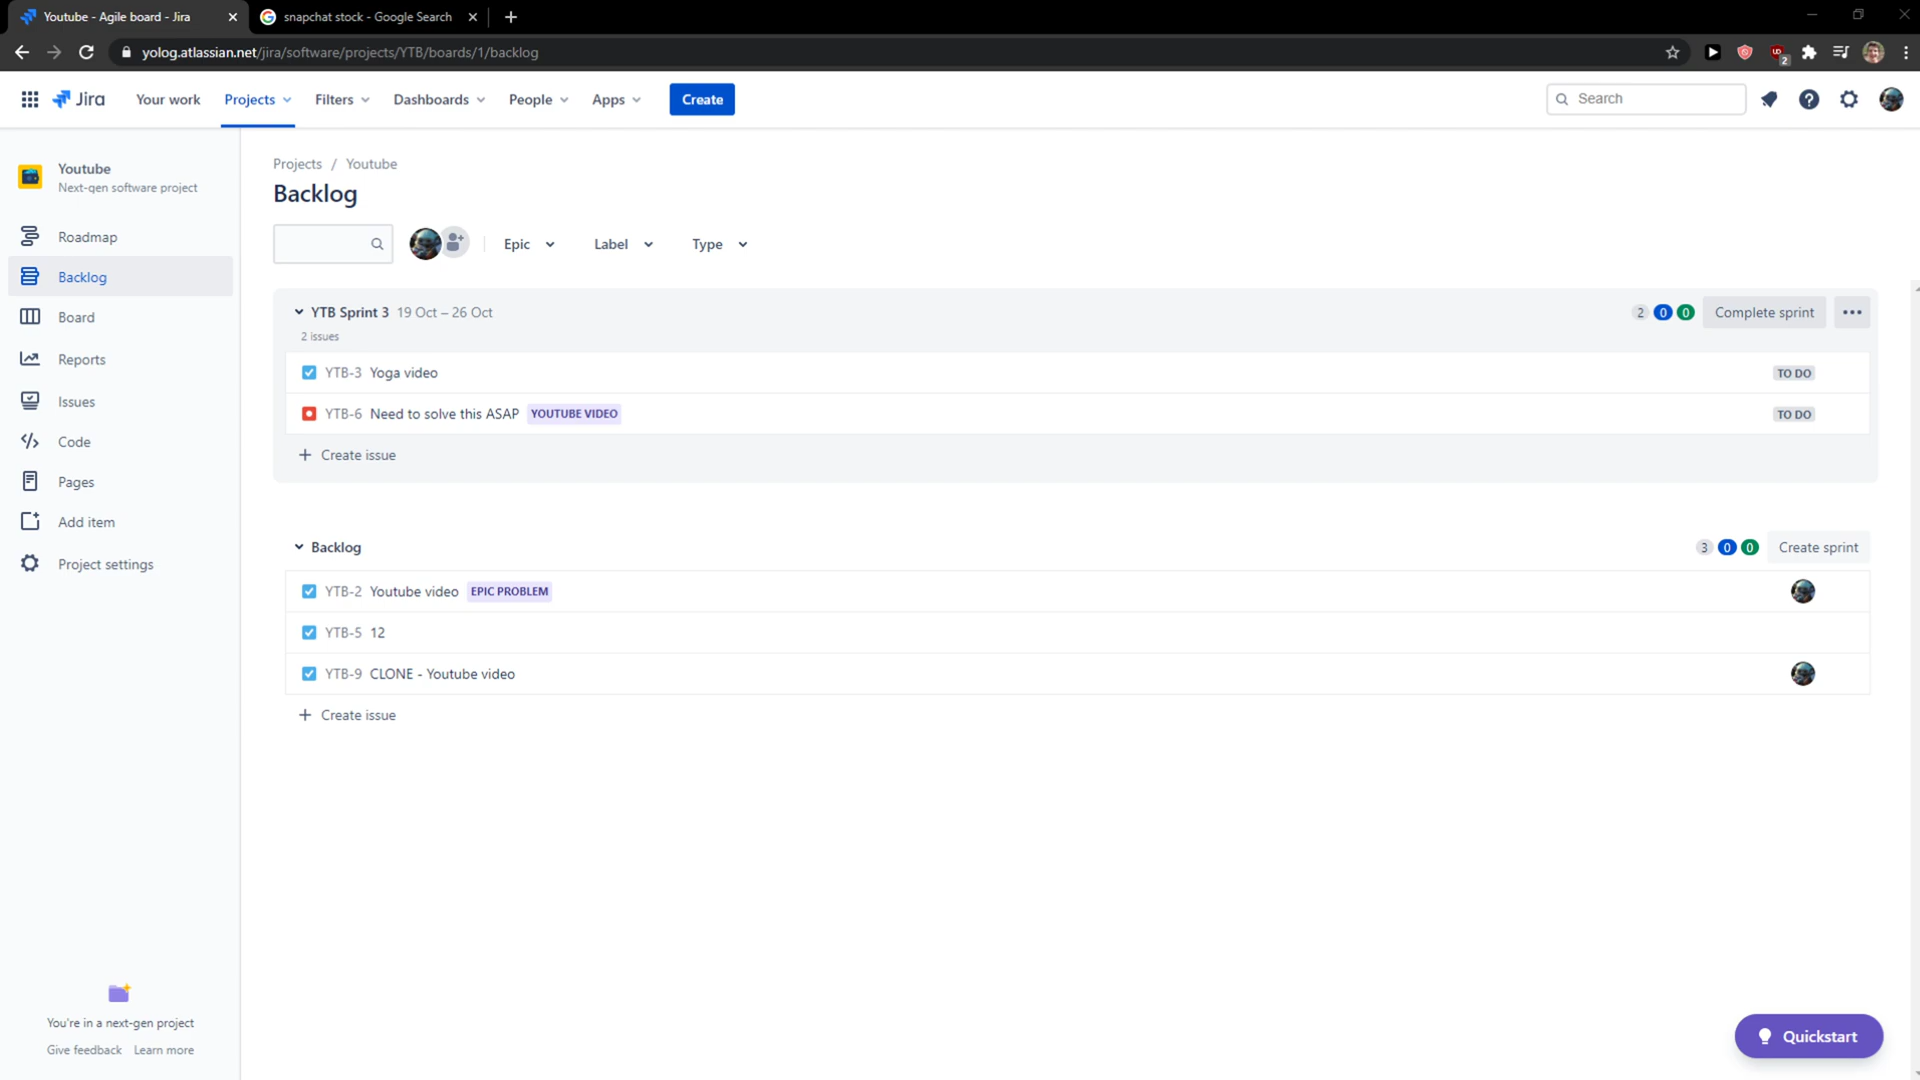 Youtube - Agile board - Jira
snapchat stock - Google Search
yolog.atlassian.net/jira/software/projects/YTB/boards/1/backlog
2
Jira
Your work
Projects
Filters
Dashboards
People
Apps
Create
Search
Youtube
Next-gen software project
Roadmap
Backlog
Board
Reports
Issues
Code
Pages
Add item
Project settings
You're in a next-gen project
Give feedback Learn more
Projects / Youtube
Backlog
Epic
Label
Type
YTB Sprint 3 19 Oct – 26 Oct
2 0 0 Complete sprint
2 issues
YTB-3 Yoga video TO DO
YTB-6 Need to solve this ASAP YOUTUBE VIDEO TO DO
+ Create issue
Backlog 3 0 0 Create sprint
YTB-2 Youtube video EPIC PROBLEM
YTB-5 12
YTB-9 CLONE - Youtube video
+ Create issue
Quickstart